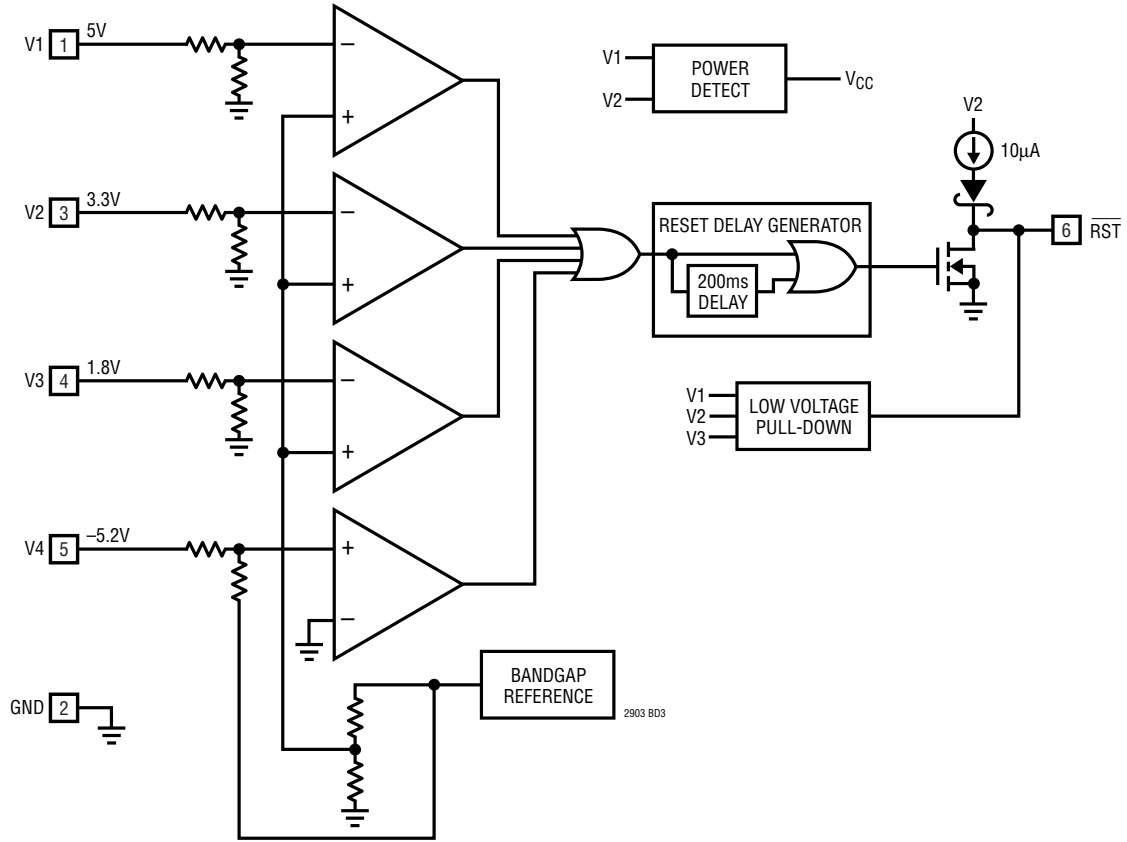 V1 1 5V
−
+
V2 3 3.3V
−
+
V3 4 1.8V
−
+
V4 5 –5.2V
+
−
GND 2
BANDGAP
REFERENCE
2903 BD3
V1
V2
POWER
DETECT
VCC
RESET DELAY GENERATOR
200ms
DELAY
V2
10µA
6 RST
V1
V2
V3
LOW VOLTAGE
PULL-DOWN